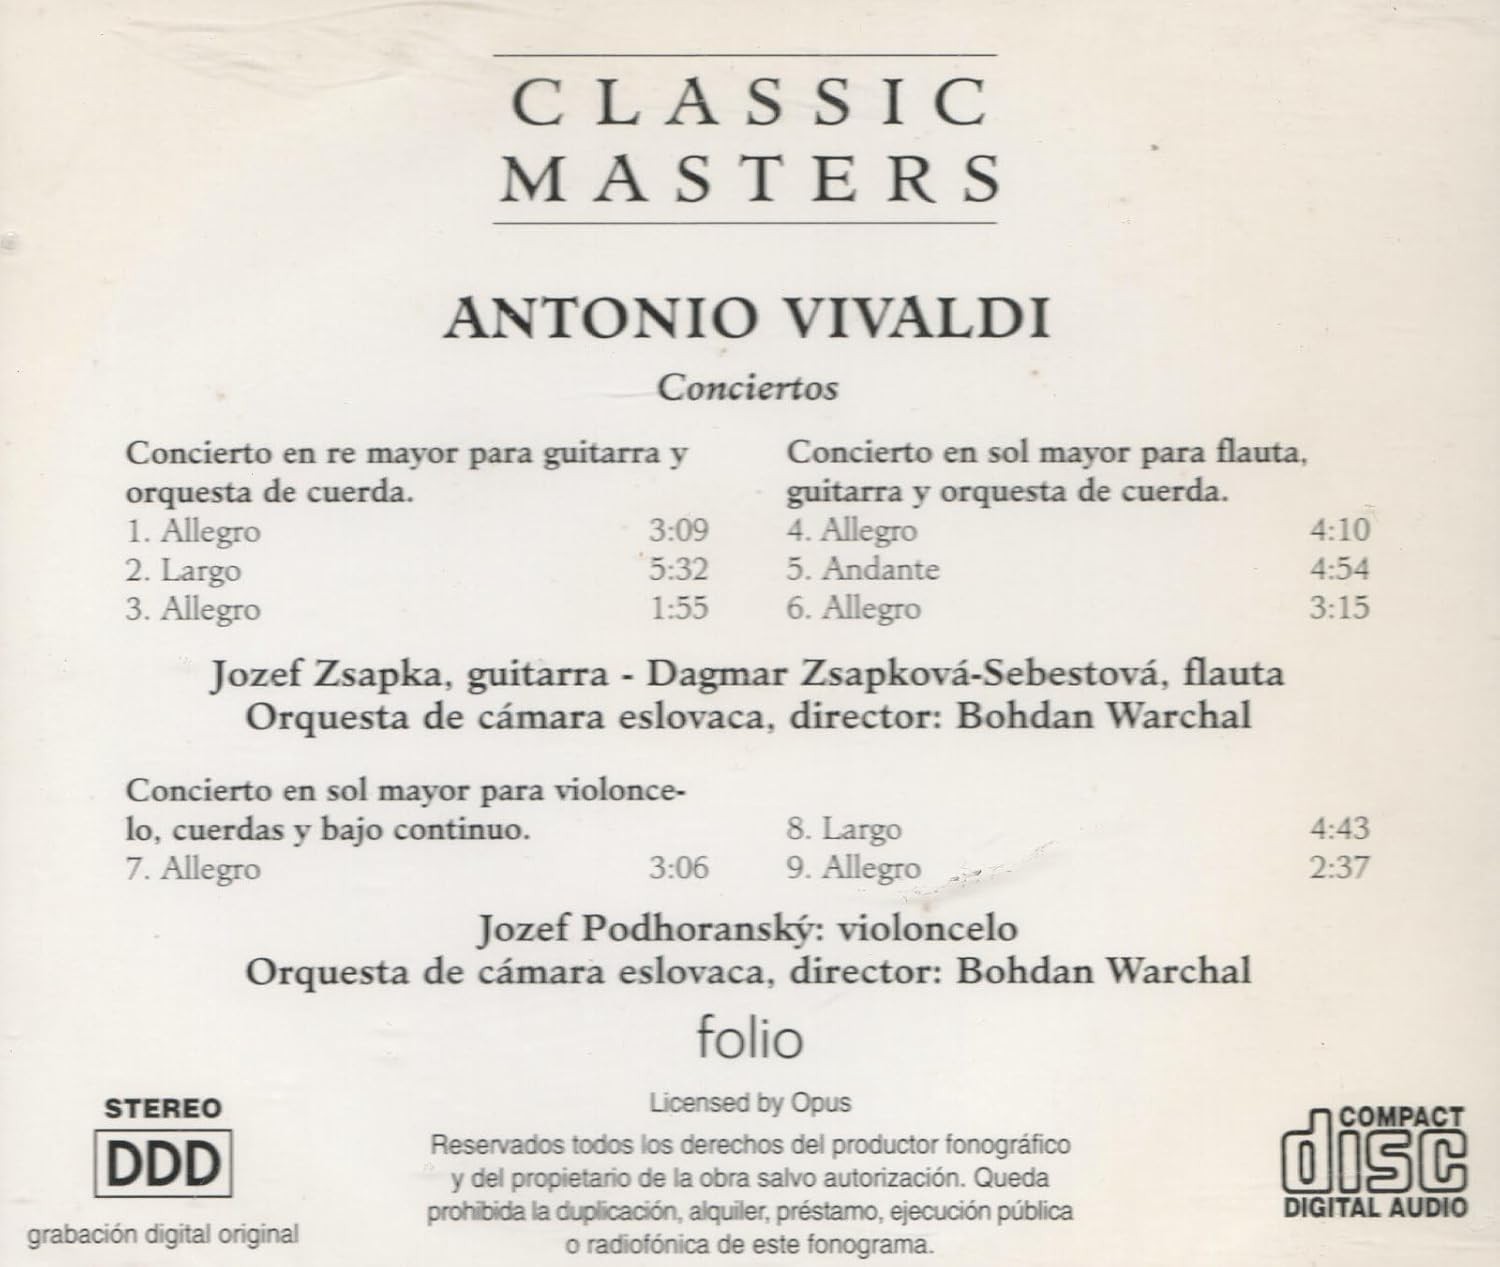 CLASSIC
MASTERS
ANTONIO VIVALDI
Conciertos
Concierto en re mayor para guitarra y
orquesta de cuerda.
1. Allegro 3:09
2. Largo 5:32
3. Allegro 1:55
Concierto en sol mayor para flauta,
guitarra y orquesta de cuerda.
4. Allegro 4:10
5. Andante 4:54
6. Allegro 3:15
Jozef Zsapka, guitarra - Dagmar Zsapková-Sebestová, flauta
Orquesta de cámara eslovaca, director: Bohdan Warchal
Concierto en sol mayor para violonce-
lo, cuerdas y bajo continuo.
7. Allegro 3:06
8. Largo 4:43
9. Allegro 2:37
Jozef Podhoranský: violoncelo
Orquesta de cámara eslovaca, director: Bohdan Warchal
folio
Licensed by Opus
Reservados todos los derechos del productor fonográfico
y del propietario de la obra salvo autorización. Queda
prohibida la duplicación, alquiler, préstamo, ejecución pública
o radiofónica de este fonograma.
STEREO
DDD
grabación digital original
COMPACT
disc
DIGITAL AUDIO